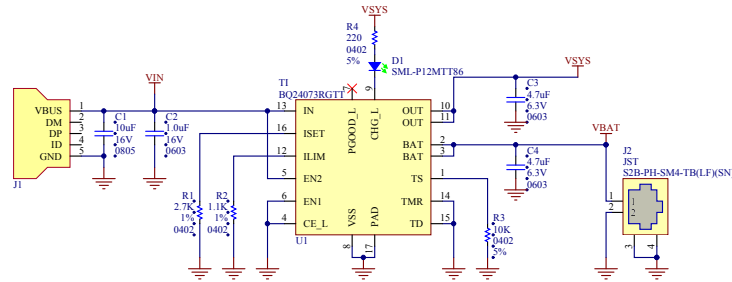 VSYS
R4
220
0402
5%
D1
SML-P12MTT86
VSYS
VIN
TI
BQ24073RGTT
C3
4.7uF
6.3V
0603
J1
VBUS 1
DM 2
DP 3
ID 4
GND 5
C1
10uF
16V
0805
C2
1.0uF
16V
0603
13 IN
16 ISET
12 ILIM
5 EN2
6 EN1
4 CE_L
7 PGOOD_L
9 CHG_L
OUT 10
OUT 11
BAT 2
BAT 3
TS 1
TMR 14
TD 15
VSS 8
PAD 17
U1
R1
2.7K
1%
0402
R2
1.1K
1%
0402
R3
10K
0402
5%
VBAT
C4
4.7uF
6.3V
0603
J2
JST
S2B-PH-SM4-TB(LF)(SN
1 1
2 2
3 4